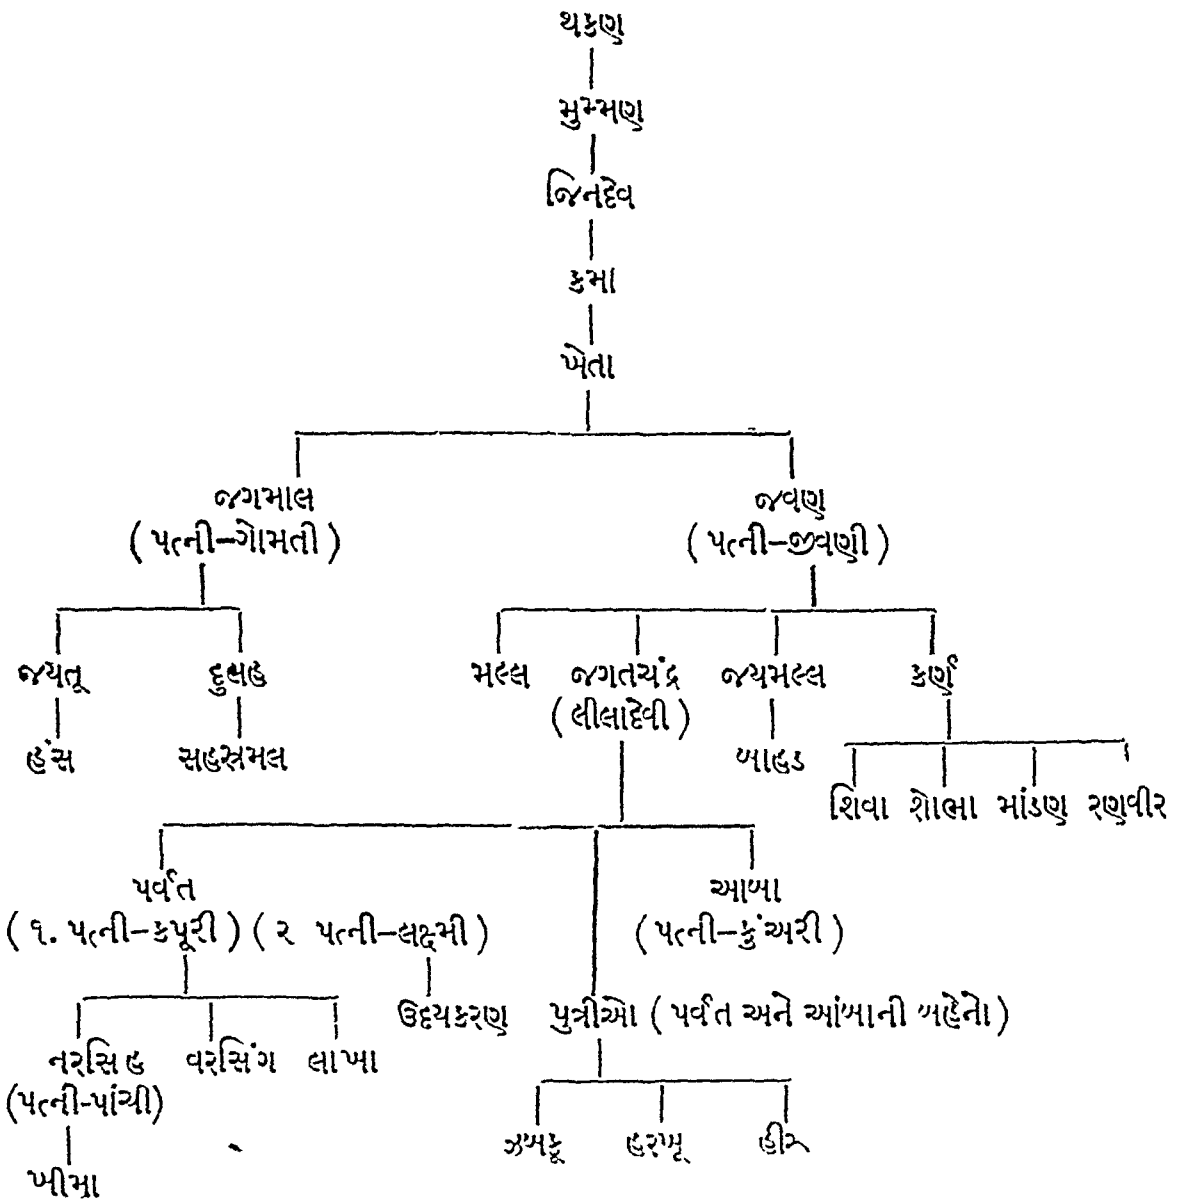 થકણ
મુમ્મણ
જિનદેવ
કમા
ખેતા
જગમાલ જવણ
(પત્ની-ગોમતી) (પત્ની-જીવણી)
જયતૂ દુલહ મલ્લ જગતચંદ્ર જયમલ્લ કર્ણ
(લીલાદેવી)
હંસ સહસ્રમલ બાહડ
શિવા શોભા માંડણ રણવીર
પર્વત આબા
(૧. પત્ની-કપૂરી) (૨ પત્ની-લક્ષ્મી) (પત્ની-કુંઅરી)
ઉદયકરણ પુત્રીઓ (પર્વત અને આંબાની બહેનો)
નરસિહ વરસિંગ લાખા
(પત્ની-પાંચી)
ઝબકૂ હરખૂ હીરૂ
ખીમા